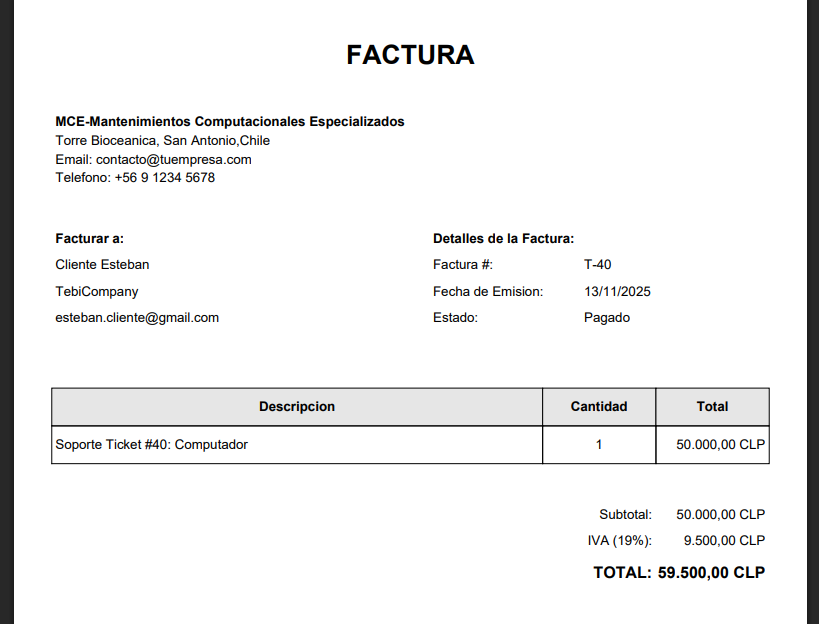 FACTURA
MCE-Mantenimientos Computacionales Especializados
Torre Bioceanica, San Antonio,Chile
Email: contacto@tuempresa.com
Telefono: +56 9 1234 5678
Facturar a: Detalles de la Factura:
Cliente Esteban Factura #: T-40
TebiCompany Fecha de Emision: 13/11/2025
esteban.cliente@gmail.com Estado: Pagado
Descripcion Cantidad Total
Soporte Ticket #40: Computador 1 50.000,00 CLP
Subtotal: 50.000,00 CLP
IVA (19%): 9.500,00 CLP
TOTAL: 59.500,00 CLP